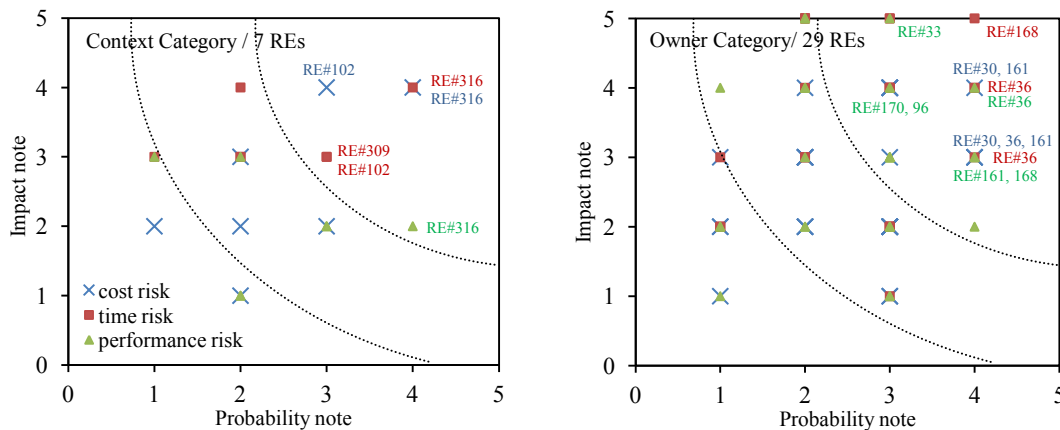 Context Category / 7 REs
5
4
3
2
1
0
Impact note
RE#102
RE#316
RE#316
RE#309
RE#102
RE#316
cost risk
time risk
performance risk
0 1 2 3 4 5
Probability note
Owner Category/ 29 REs
5
4
3
2
1
0
Impact note
RE#33
RE#168
RE#30, 161
RE#36
RE#36
RE#170, 96
RE#30, 36, 161
RE#36
RE#161, 168
0 1 2 3 4 5
Probability note